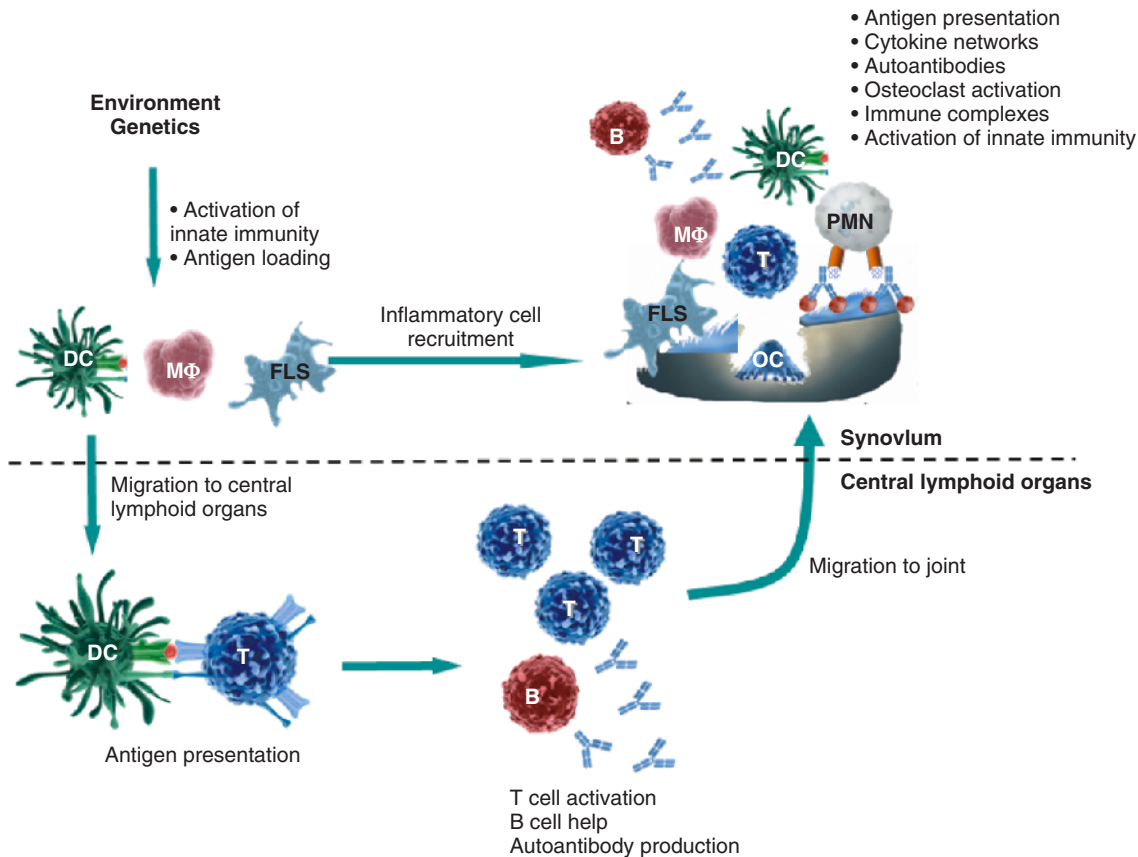 • Antigen presentation
• Cytokine networks
• Autoantibodies
• Osteoclast activation
• Immune complexes
• Activation of innate immunity
Environment
Genetics
• Activation of
innate immunity
• Antigen loading
B
DC
PMN
MΦ
T
FLS
OC
DC
MΦ
FLS
Inflammatory cell
recruitment
Synovlum
Central lymphoid organs
Migration to central
lymphoid organs
T
T
T
Migration to joint
DC
T
B
Antigen presentation
T cell activation
B cell help
Autoantibody production